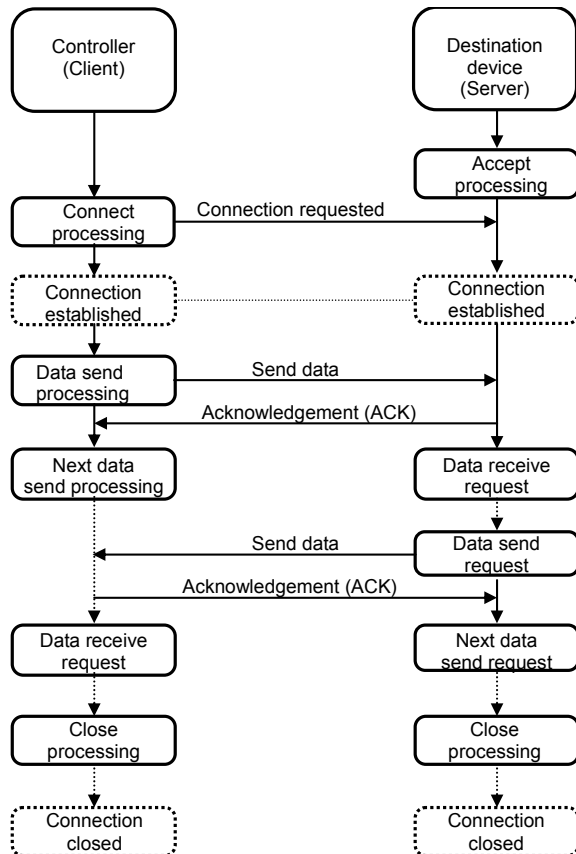 Controller
(Client)
Destination
device
(Server)
Accept
processing
Connect
processing
Connection requested
Connection
established
Connection
established
Data send
processing
Send data
Acknowledgement (ACK)
Next data
send processing
Data receive
request
Send data
Data send
request
Acknowledgement (ACK)
Data receive
request
Next data
send request
Close
processing
Close
processing
Connection
closed
Connection
closed